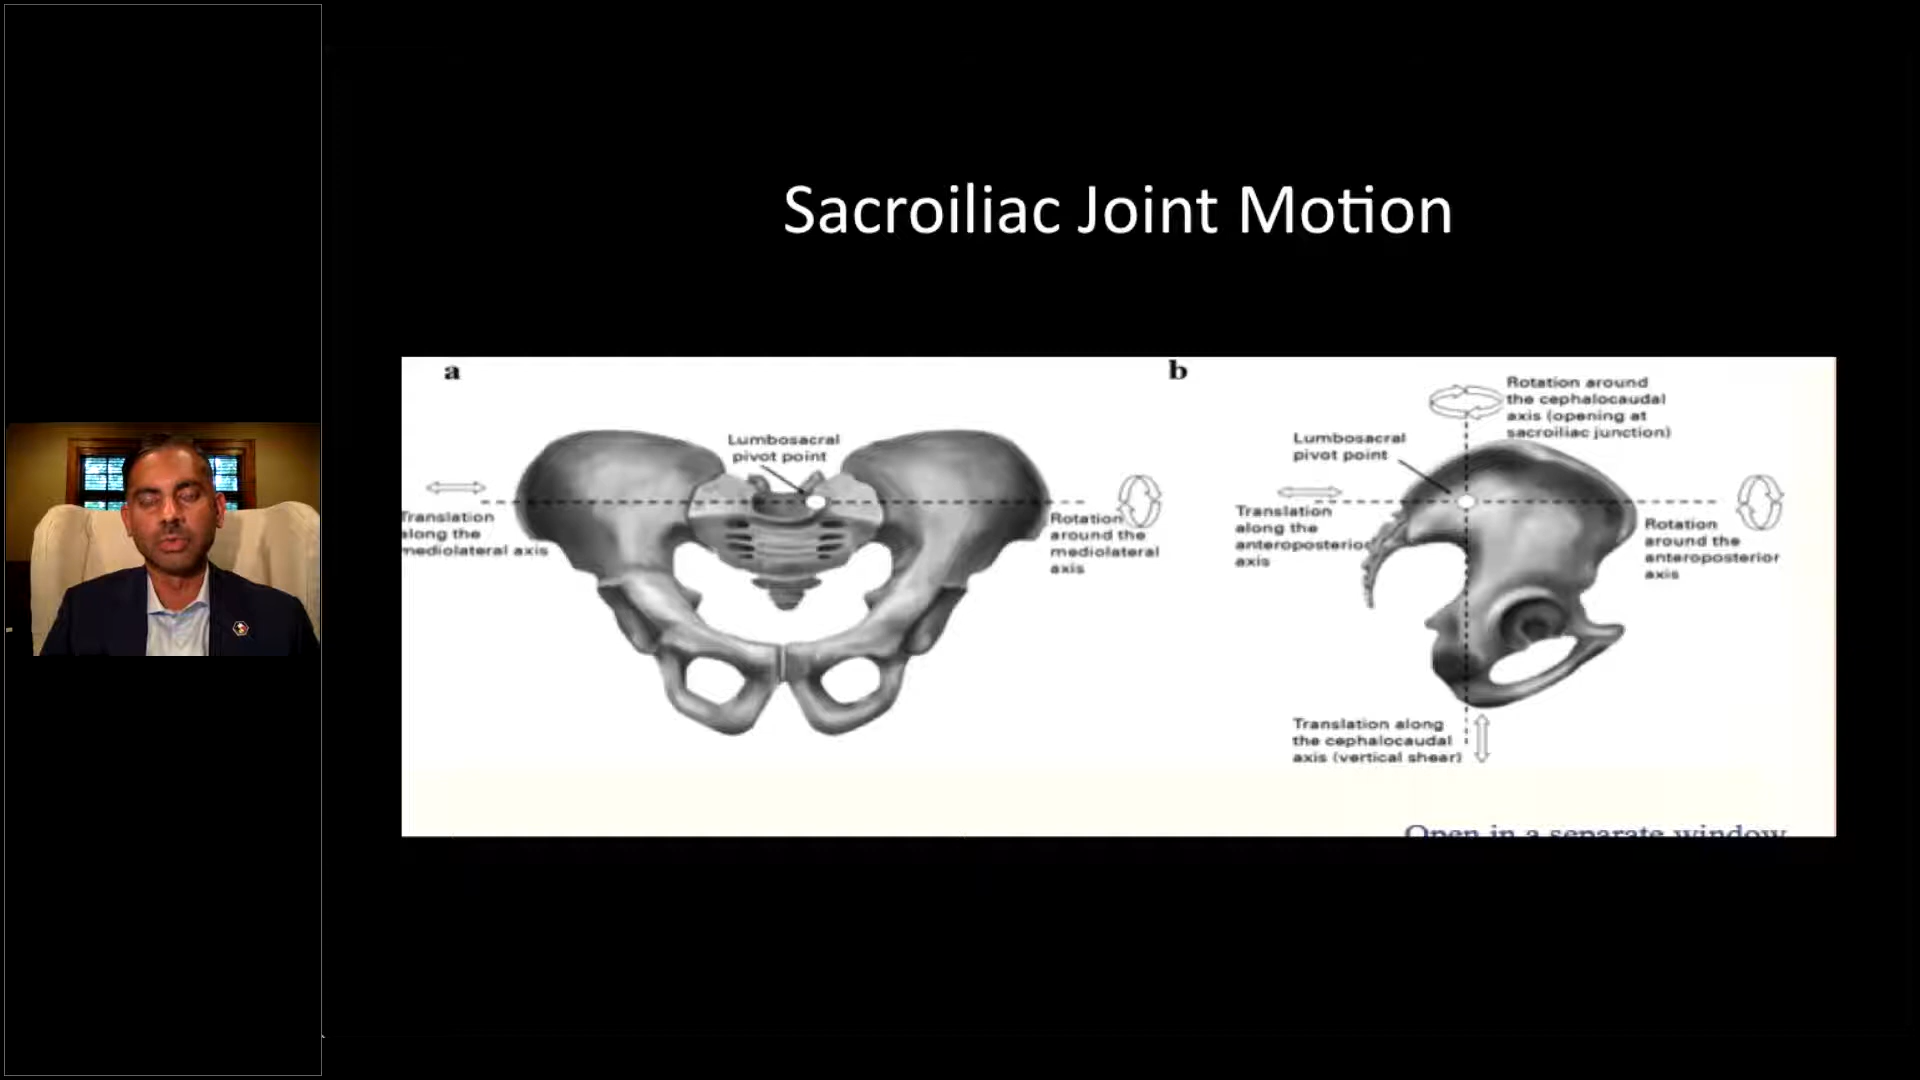 Sacroiliac Joint Motion
a
Lumbosacral
pivot point
Translation
along the
mediolateral axis
Rotation
around the
mediolateral
axis
b
Rotation around
the cephalocaudal
axis (opening at
sacroiliac junction)
Lumbosacral
pivot point
Translation
along the
anteroposterior
axis
Rotation
around the
anteroposterior
axis
Translation along
the cephalocaudal
axis (vertical shear)
Open in a separate window